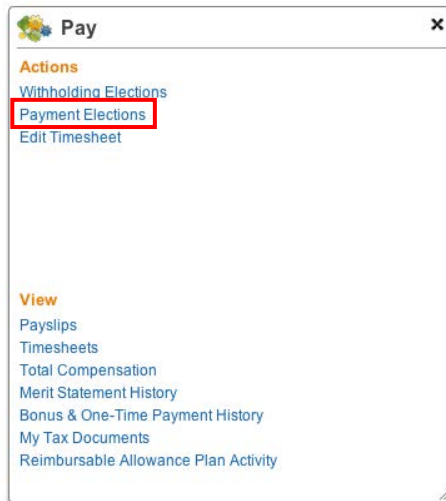 Pay
Actions
Withholding Elections
Payment Elections
Edit Timesheet
View
Payslips
Timesheets
Total Compensation
Merit Statement History
Bonus & One-Time Payment History
My Tax Documents
Reimbursable Allowance Plan Activity